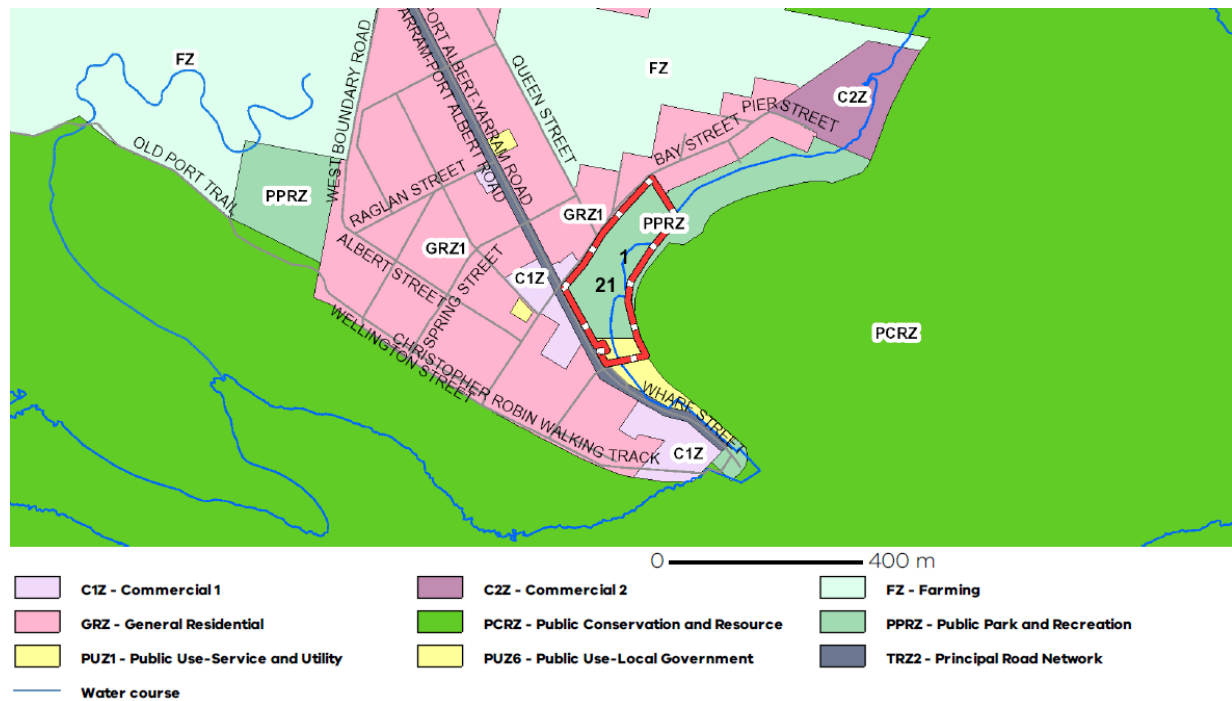 FZ
FZ
C2Z
PIER STREET
BAY STREET
QUEEN STREET
PORT ALBERT-YARRAM ROAD
YARRAM-PORT ALBERT ROAD
WEST BOUNDARY ROAD
OLD PORT TRAIL
PPRZ
RAGLAN STREET
GRZ1
PPRZ
GRZ1
ALBERT STREET
SPRING STREET
C1Z
1
21
PCRZ
WELLINGTON STREET
CHRISTOPHER ROBIN WALKING TRACK
WHARF STREET
C1Z
0 400 m
C1Z - Commercial 1
C2Z - Commercial 2
FZ - Farming
GRZ - General Residential
PCRZ - Public Conservation and Resource
PPRZ - Public Park and Recreation
PUZ1 - Public Use-Service and Utility
PUZ6 - Public Use-Local Government
TRZ2 - Principal Road Network
Water course